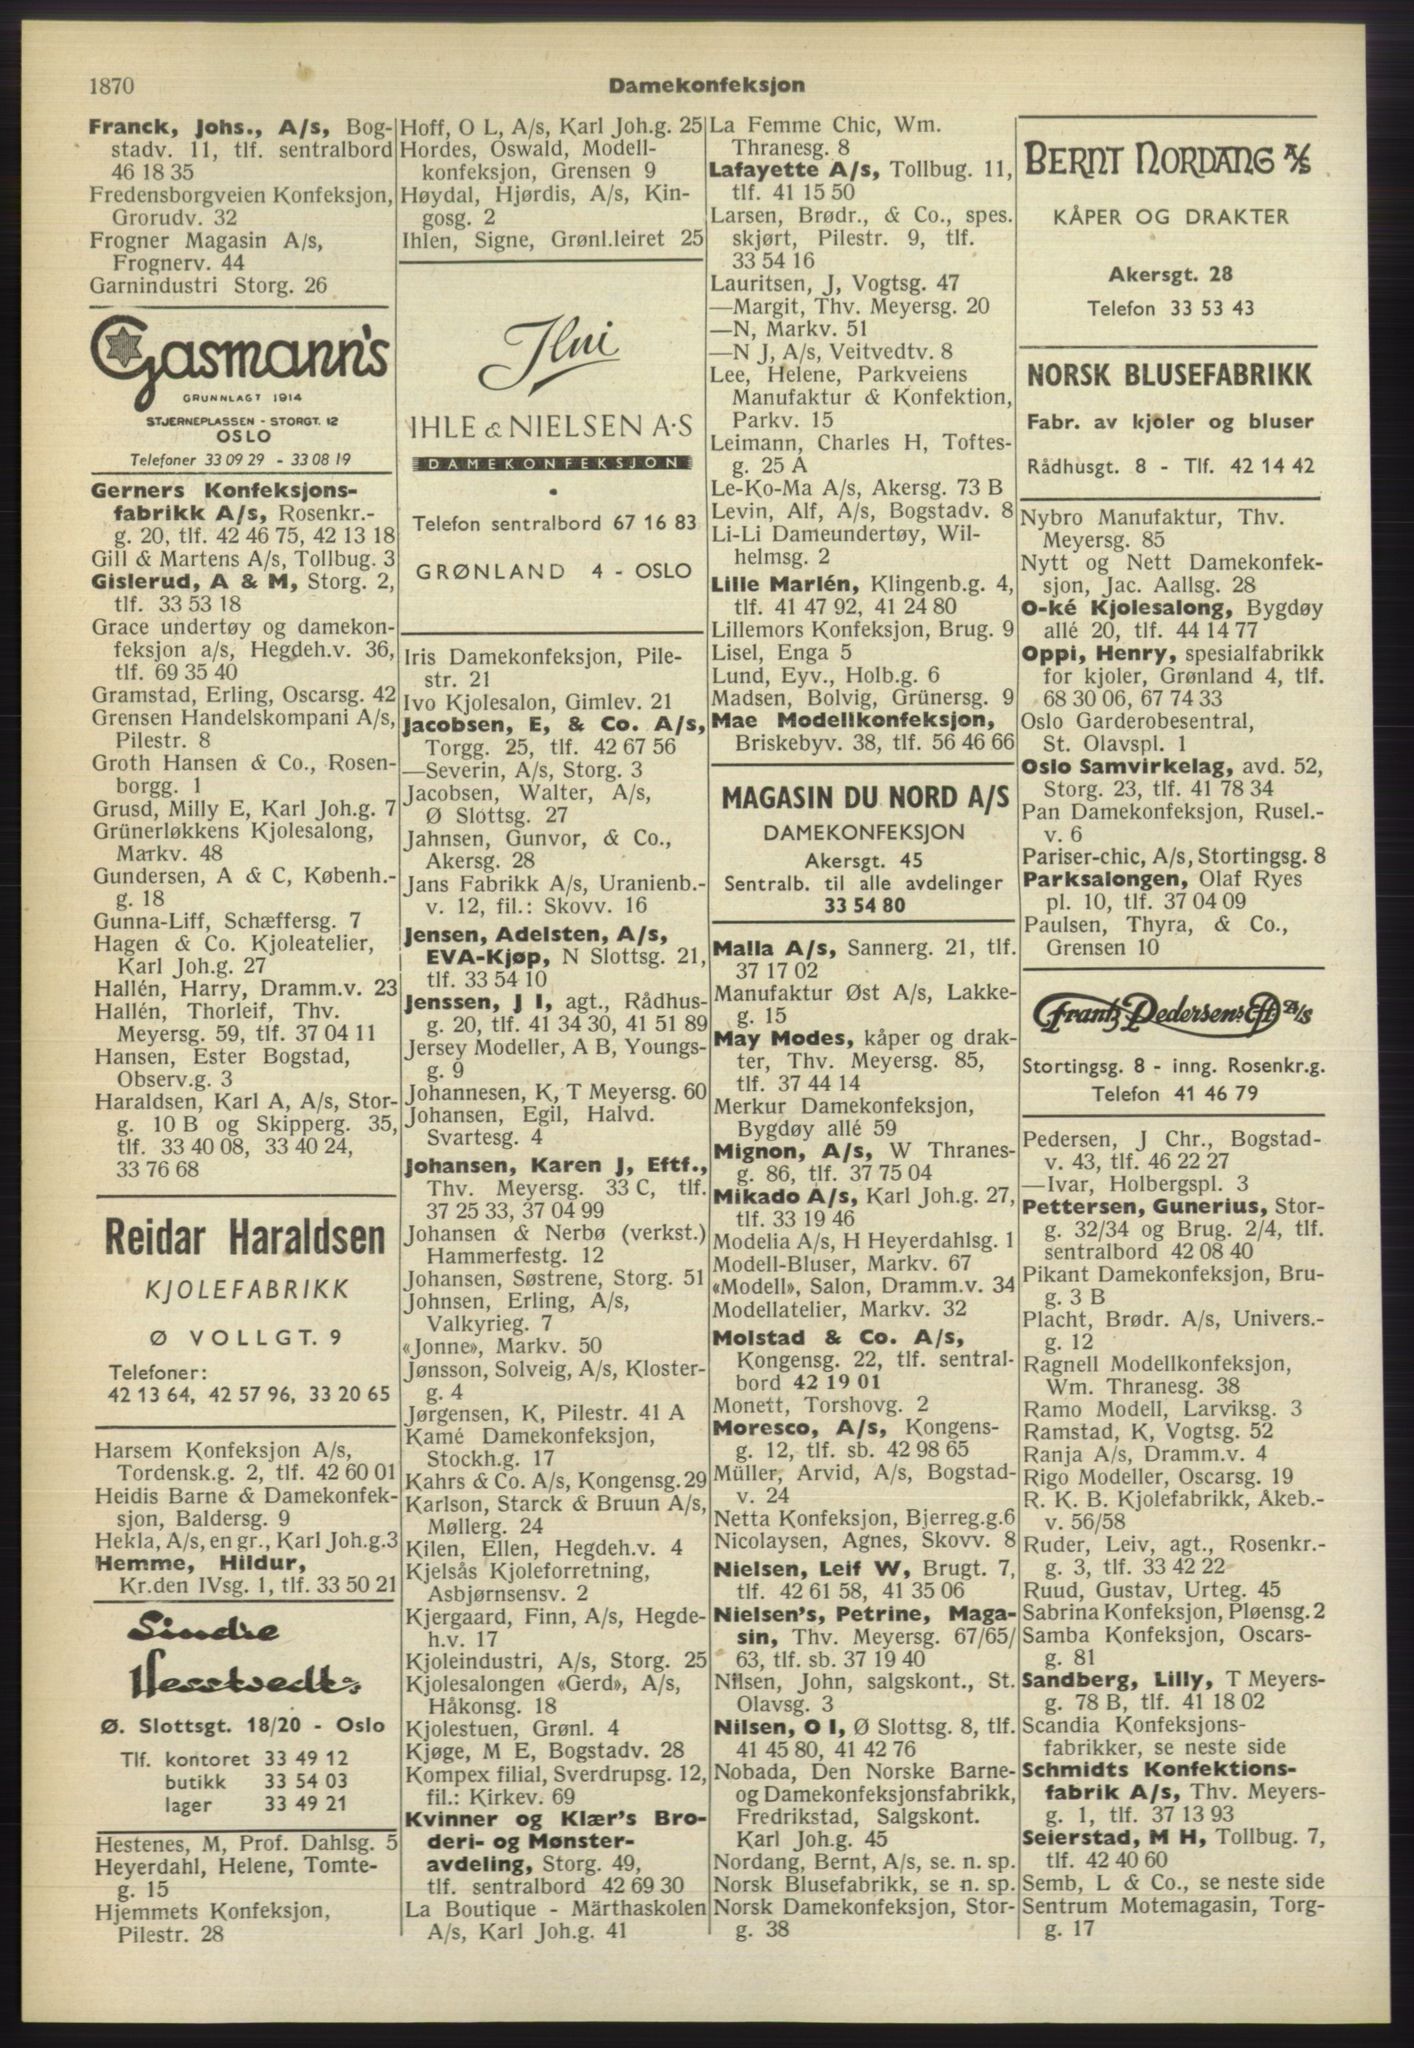 1870
Damekonfeksjon
Franck, Johs., A/s, Bog-
stadv. 11, tlf. sentralbord
46 18 35
Fredensborgveien Konfeksjon,
Grorudv. 32
Frogner Magasin A/s,
Frognerv. 44
Garnindustri Storg. 26
Gasmann's
GRUNNLAGT 1914
STJERNEPLASSEN - STORGT. 12
OSLO
Telefoner 33 09 29 - 33 08 19
Gerners Konfeksjons-
fabrikk A/s, Rosenkr.-
g. 20, tlf. 42 46 75, 42 13 18
Gill & Martens A/s, Tollbug. 3
Gislerud, A & M, Storg. 2,
tlf. 33 53 18
Grace undertøy og damekon-
feksjon a/s, Hegdeh.v. 36,
tlf. 69 35 40
Gramstad, Erling, Oscarsg. 42
Grensen Handelskompani A/s,
Pilestr. 8
Groth Hansen & Co., Rosen-
borgg. 1
Grusd, Milly E, Karl Joh.g. 7
Grünerløkkens Kjolesalong,
Markv. 48
Gundersen, A & C, Københ.-
g. 18
Gunna-Liff, Schæffersg. 7
Hagen & Co. Kjoleatelier,
Karl Joh.g. 27
Hallén, Harry, Dramm.v. 23
Hallén, Thorleif, Thv.
Meyersg. 59, tlf. 37 04 11
Hansen, Ester Bogstad,
Observ.g. 3
Haraldsen, Karl A, A/s, Stor-
g. 10 B og Skipperg. 35,
tlf. 33 40 08, 33 40 24,
33 76 68
Reidar Haraldsen
KJOLEFABRIKK
Ø VOLLGT. 9
Telefoner:
42 13 64, 42 57 96, 33 20 65
Harsem Konfeksjon A/s,
Tordensk.g. 2, tlf. 42 60 01
Heidis Barne & Damekonfek-
sjon, Baldersg. 9
Hekla, A/s, en gr., Karl Joh.g.3
Hemme, Hildur,
Kr.den IVsg. 1, tlf. 33 50 21
Sindre
Hesstvedt A/s
Ø. Slottsgt. 18/20 - Oslo
Tlf. kontoret 33 49 12
butikk 33 54 03
lager 33 49 21
Hestenes, M, Prof. Dahlsg. 5
Heyerdahl, Helene, Tomte-
g. 15
Hjemmets Konfeksjon,
Pilestr. 28
Hoff, O L, A/s, Karl Joh.g. 25
Hordes, Oswald, Modell-
konfeksjon, Grensen 9
Høydal, Hjørdis, A/s, Kin-
gosg. 2
Ihlen, Signe, Grønl.leiret 25
Ilni
IHLE & NIELSEN A·S
DAMEKONFEKSJON
Telefon sentralbord 67 16 83
GRØNLAND 4 - OSLO
Iris Damekonfeksjon, Pile-
str. 21
Ivo Kjolesalon, Gimlev. 21
Jacobsen, E, & Co. A/s,
Torgg. 25, tlf. 42 67 56
—Severin, A/s, Storg. 3
Jacobsen, Walter, A/s,
Ø Slottsg. 27
Jahnsen, Gunvor, & Co.,
Akersg. 28
Jans Fabrikk A/s, Uranienb.-
v. 12, fil.: Skovv. 16
Jensen, Adelsten, A/s,
EVA-Kjøp, N Slottsg. 21,
tlf. 33 54 10
Jenssen, J I, agt., Rådhus-
g. 20, tlf. 41 34 30, 41 51 89
Jersey Modeller, A B, Youngs-
g. 9
Johannesen, K, T Meyersg. 60
Johansen, Egil, Halvd.
Svartesg. 4
Johansen, Karen J, Eftf.,
Thv. Meyersg. 33 C, tlf.
37 25 33, 37 04 99
Johansen & Nerbø (verkst.)
Hammerfestg. 12
Johansen, Søstrene, Storg. 51
Johnsen, Erling, A/s,
Valkyrieg. 7
«Jonne», Markv. 50
Jønsson, Solveig, A/s, Kloster-
g. 4
Jørgensen, K, Pilestr. 41 A
Kamé Damekonfeksjon,
Stockh.g. 17
Kahrs & Co. A/s, Kongensg. 29
Karlson, Starck & Bruun A/s,
Møllerg. 24
Kilen, Ellen, Hegdeh.v. 4
Kjelsås Kjoleforretning,
Asbjørnsensv. 2
Kjergaard, Finn, A/s, Hegde-
h.v. 17
Kjoleindustri, A/s, Storg. 25
Kjolesalongen «Gerd», A/s,
Håkonsg. 18
Kjolestuen, Grønl. 4
Kjøge, M E, Bogstadv. 28
Kompex filial, Sverdrupsg. 12,
fil.: Kirkev. 69
Kvinner og Klær's Bro-
deri- og Mønster-
avdeling, Storg. 49,
tlf. sentralbord 42 69 30
La Boutique - Märthaskolen
A/s, Karl Joh.g. 41
La Femme Chic, Wm.
Thranesg. 8
Lafayette A/s, Tollbug. 11,
tlf. 41 15 50
Larsen, Brødr., & Co., spes.
skjørt, Pilestr. 9, tlf.
33 54 16
Lauritsen, J, Vogtsg. 47
—Margit, Thv. Meyersg. 20
—N, Markv. 51
—N J, A/s, Veitvedtv. 8
Lee, Helene, Parkveiens
Manufaktur & Konfektion,
Parkv. 15
Leimann, Charles H, Toftes-
g. 25 A
Le-Ko-Ma A/s, Akersg. 73 B
Levin, Alf, A/s, Bogstadv. 8
Li-Li Dameundertøy, Wil-
helmsg. 2
Lille Marlén, Klingenb.g. 4,
tlf. 41 47 92, 41 24 80
Lillemors Konfeksjon, Brug. 9
Lisel, Enga 5
Lund, Eyv., Holb.g. 6
Madsen, Bolvig, Grünersg. 9
Mae Modellkonfeksjon,
Briskebyv. 38, tlf. 56 46 66
MAGASIN DU NORD A/S
DAMEKONFEKSJON
Akersgt. 45
Sentralb. til alle avdelinger
33 54 80
Malla A/s, Sannerg. 21, tlf.
37 17 02
Manufaktur Øst A/s, Lakke-
g. 15
May Modes, kåper og drak-
ter, Thv. Meyersg. 85,
tlf. 37 44 14
Merkur Damekonfeksjon,
Bygdøy allé 59
Mignon, A/s, W Thranes-
g. 86, tlf. 37 75 04
Mikado A/s, Karl Joh.g. 27,
tlf. 33 19 46
Modelia A/s, H Heyerdahlsg. 1
Modell-Bluser, Markv. 67
«Modell», Salon, Dramm.v. 34
Modellatelier, Markv. 32
Molstad & Co. A/s,
Kongensg. 22, tlf. sentral-
bord 42 19 01
Monett, Torshovg. 2
Moresco, A/s, Kongens-
g. 12, tlf. sb. 42 98 65
Müller, Arvid, A/s, Bogstad-
v. 24
Netta Konfeksjon, Bjerreg.g.6
Nicolaysen, Agnes, Skovv. 8
Nielsen, Leif W, Brugt. 7,
tlf. 42 61 58, 41 35 06
Nielsen's, Petrine, Maga-
sin, Thv. Meyersg. 67/65/
63, tlf. sb. 37 19 40
Nilsen, John, salgskont., St.
Olavsg. 3
Nilsen, O I, Ø Slottsg. 8, tlf.
41 45 80, 41 42 76
Nobada, Den Norske Barne-
og Damekonfeksjonsfabrikk,
Fredrikstad, Salgskont.
Karl Joh.g. 45
Nordang, Bernt, A/s, se. n. sp.
Norsk Blusefabrikk, se n. sp.
Norsk Damekonfeksjon, Stor-
g. 38
BERNT NORDANG A/S
KÅPER OG DRAKTER
Akersgt. 28
Telefon 33 53 43
NORSK BLUSEFABRIKK
Fabr. av kjoler og bluser
Rådhusgt. 8 - Tlf. 42 14 42
Nybro Manufaktur, Thv.
Meyersg. 85
Nytt og Nett Damekonfek-
sjon, Jac. Aallsg. 28
O-ké Kjolesalong, Bygdøy
allé 20, tlf. 44 14 77
Oppi, Henry, spesialfabrikk
for kjoler, Grønland 4, tlf.
68 30 06, 67 74 33
Oslo Garderobesentral,
St. Olavspl. 1
Oslo Samvirkelag, avd. 52,
Storg. 23, tlf. 41 78 34
Pan Damekonfeksjon, Rusel.-
v. 6
Pariser-chic, A/s, Stortingsg. 8
Parksalongen, Olaf Ryes
pl. 10, tlf. 37 04 09
Paulsen, Thyra, & Co.,
Grensen 10
Frantz Pedersens Eft A/s
Stortingsg. 8 - inng. Rosenkr.g.
Telefon 41 46 79
Pedersen, J Chr., Bogstad-
v. 43, tlf. 46 22 27
—Ivar, Holbergspl. 3
Pettersen, Gunerius, Stor-
g. 32/34 og Brug. 2/4, tlf.
sentralbord 42 08 40
Pikant Damekonfeksjon, Bru-
g. 3 B
Placht, Brødr. A/s, Univers.-
g. 12
Ragnell Modellkonfeksjon,
Wm. Thranesg. 38
Ramo Modell, Larviksg. 3
Ramstad, K, Vogtsg. 52
Ranja A/s, Dramm.v. 4
Rigo Modeller, Oscarsg. 19
R. K. B. Kjolefabrikk, Åkeb.-
v. 56/58
Ruder, Leiv, agt., Rosenkr.-
g. 3, tlf. 33 42 22
Ruud, Gustav, Urteg. 45
Sabrina Konfeksjon, Pløensg. 2
Samba Konfeksjon, Oscars-
g. 81
Sandberg, Lilly, T Meyers-
g. 78 B, tlf. 41 18 02
Scandia Konfeksjons-
fabrikker, se neste side
Schmidts Konfektions-
fabrik A/s, Thv. Meyers-
g. 1, tlf. 37 13 93
Seierstad, M H, Tollbug. 7,
tlf. 42 40 60
Semb, L & Co., se neste side
Sentrum Motemagasin, Torg-
g. 17